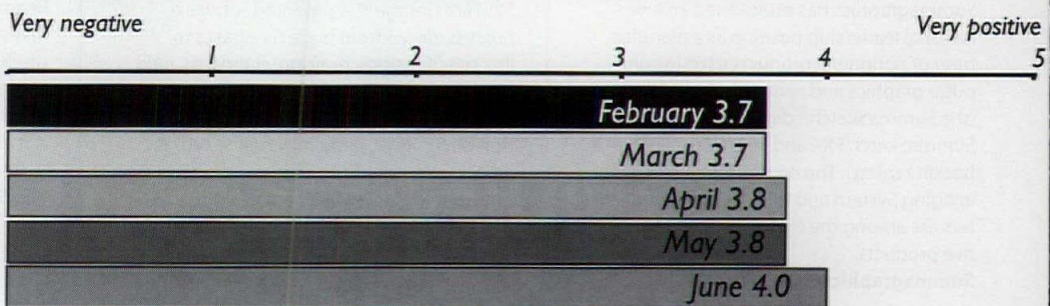 Very negative Very positive
1 2 3 4 5
February 3.7
March 3.7
April 3.8
May 3.8
June 4.0